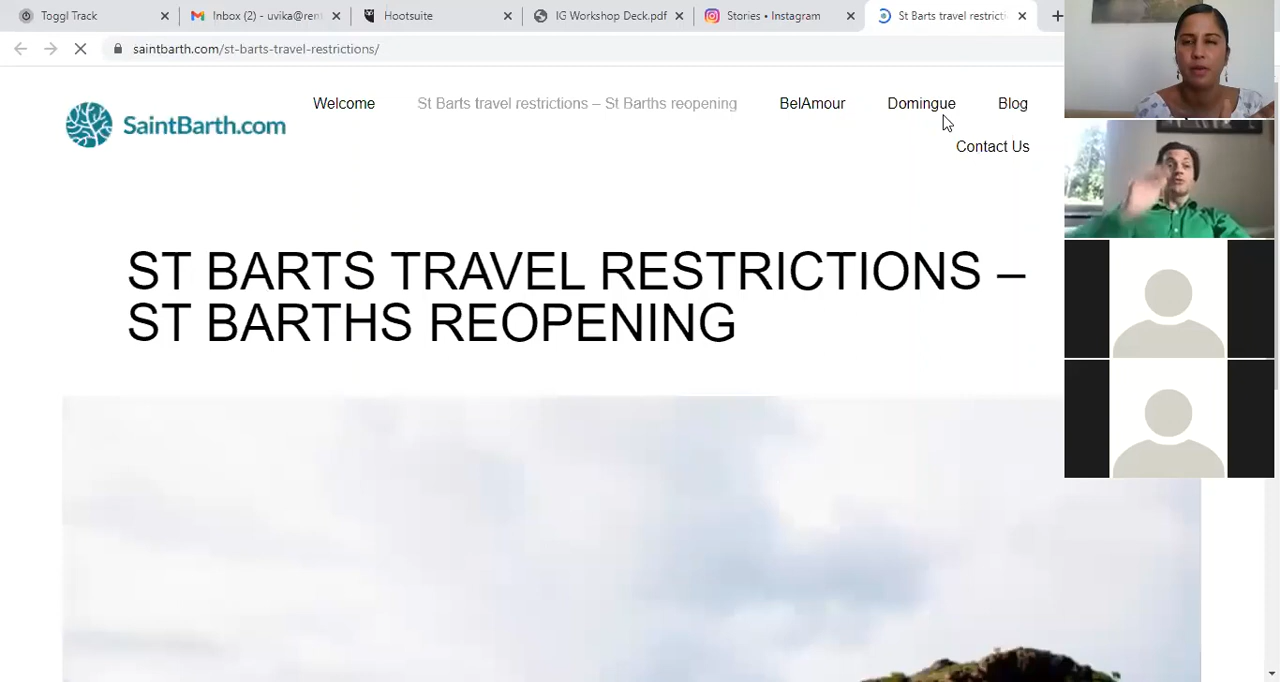 Toggl Track
Inbox (2) - uvika@ren
Hootsuite
IG Workshop Deck.pdf
Stories • Instagram
St Barts travel restricti
saintbarth.com/st-barts-travel-restrictions/
SaintBarth.com
Welcome
St Barts travel restrictions – St Barths reopening
BelAmour
Domingue
Blog
Contact Us
ST BARTS TRAVEL RESTRICTIONS –
ST BARTHS REOPENING